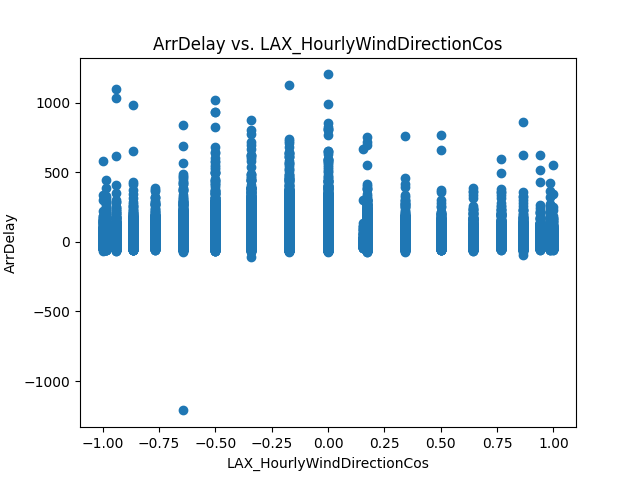 ArrDelay vs. LAX_HourlyWindDirectionCos
1000
500
0
−500
−1000
ArrDelay
−1.00 −0.75 −0.50 −0.25 0.00 0.25 0.50 0.75 1.00
LAX_HourlyWindDirectionCos